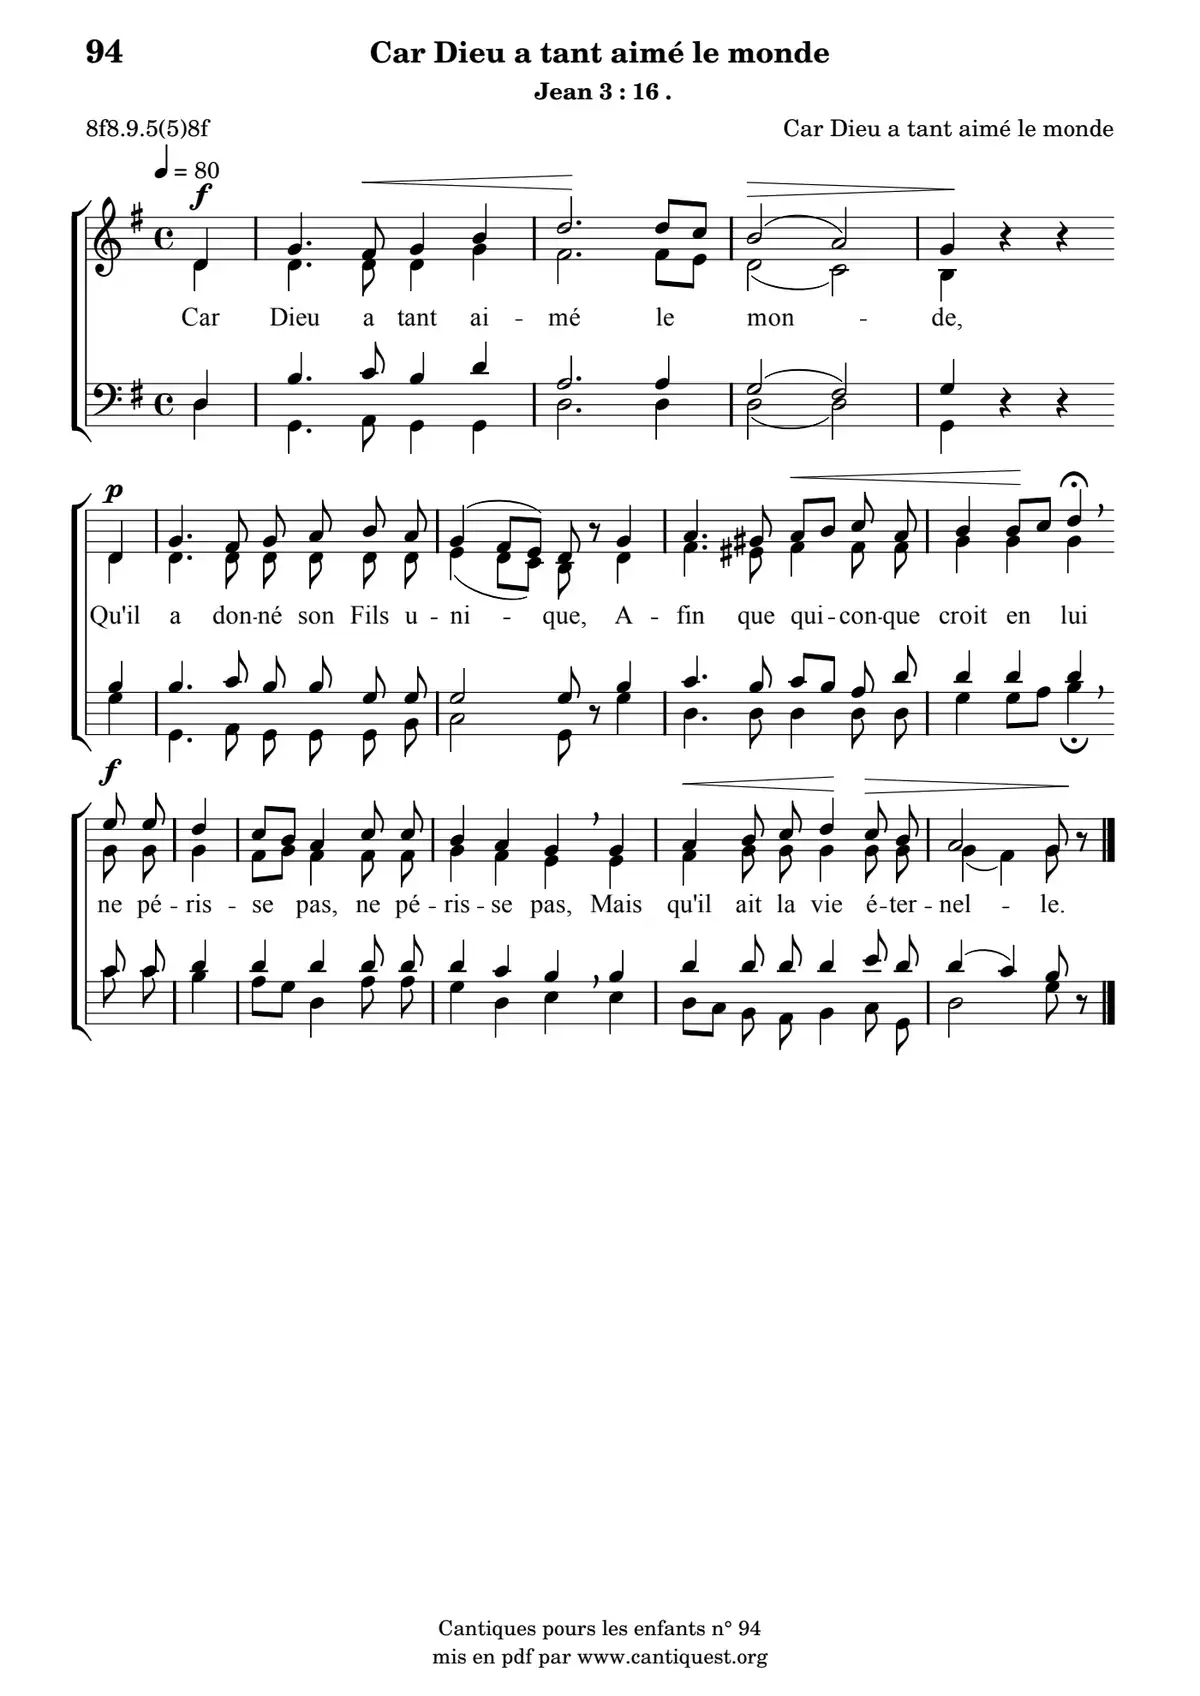 94
Car Dieu a tant aimé le monde
Jean 3 : 16 .
8f8.9.5(5)8f
Car Dieu a tant aimé le monde
= 80
f
Car Dieu a tant ai - mé le mon - de,
p
Qu'il a don-né son Fils u - ni - que, A - fin que qui-con-que croit en lui
f
ne pé-ris - se pas, ne pé-ris-se pas, Mais qu'il ait la vie é-ter-nel - le.
Cantiques pours les enfants n° 94
mis en pdf par www.cantiquest.org